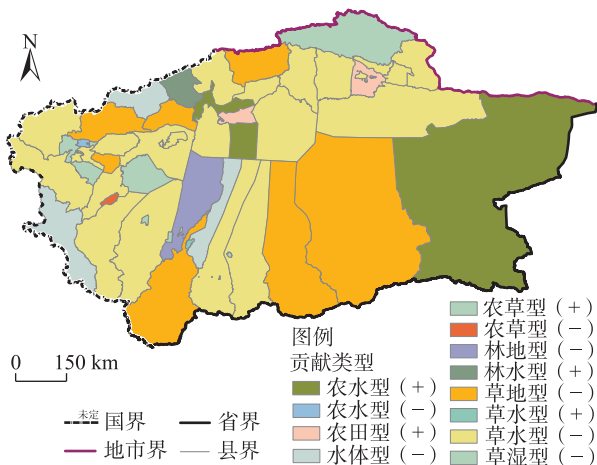 N
0 150 km
未定 国界
省界
地市界
县界
图例
贡献类型
农水型(+)
农水型(-)
农田型(+)
水体型(-)
农草型(+)
农草型(-)
林地型(-)
林水型(+)
草地型(-)
草水型(+)
草水型(-)
草湿型(-)